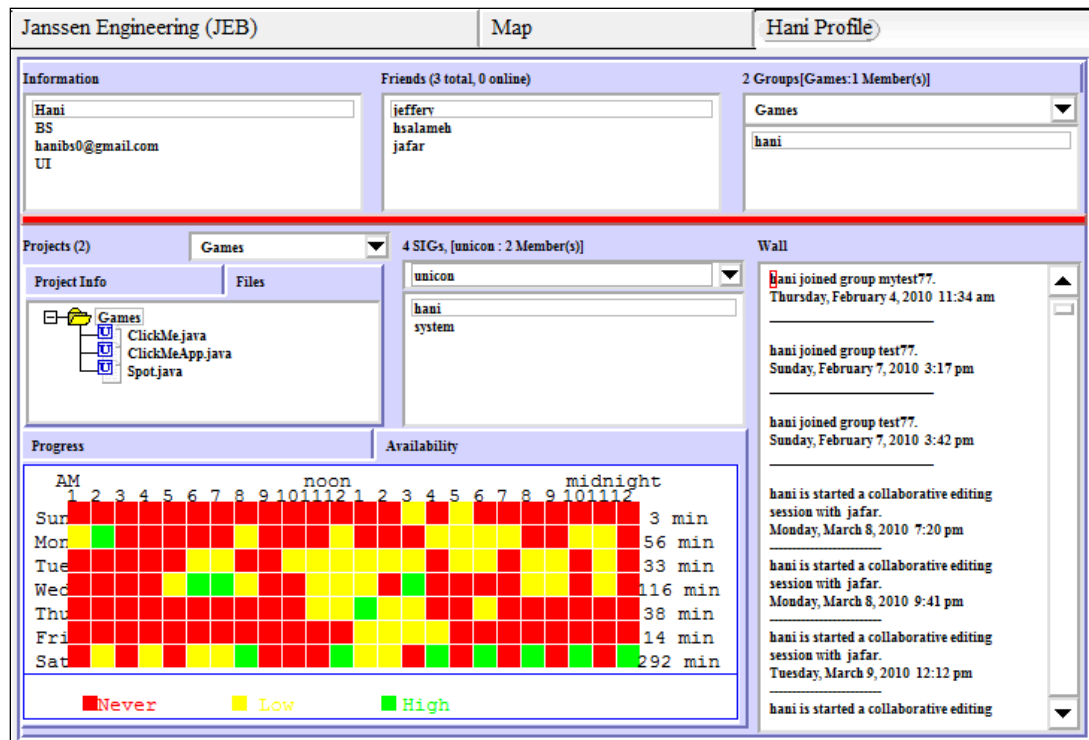 Janssen Engineering (JEB)
Map
Hani Profile
Information
Hani
BS
hanibs0@gmail.com
UI
Friends (3 total, 0 online)
jeffery
hsalameh
jafar
2 Groups[Games:1 Member(s)]
Games
hani
Projects (2)
Games
Project Info
Files
Games
ClickMe.java
ClickMeApp.java
Spot.java
4 SIGs, [unicon : 2 Member(s)]
unicon
hani
system
Wall
hani joined group mytest77.
Thursday, February 4, 2010 11:34 am
hani joined group test77.
Sunday, February 7, 2010 3:17 pm
hani joined group test77.
Sunday, February 7, 2010 3:42 pm
hani is started a collaborative editing
session with jafar.
Monday, March 8, 2010 7:20 pm
hani is started a collaborative editing
session with jafar.
Monday, March 8, 2010 9:41 pm
hani is started a collaborative editing
session with jafar.
Tuesday, March 9, 2010 12:12 pm
hani is started a collaborative editing
Progress
Availability
AM noon midnight
1 2 3 4 5 6 7 8 9 10 11 12 1 2 3 4 5 6 7 8 9 10 11 12
Sun 3 min
Mon 56 min
Tue 33 min
Wed 116 min
Thu 38 min
Fri 14 min
Sat 292 min
Never Low High